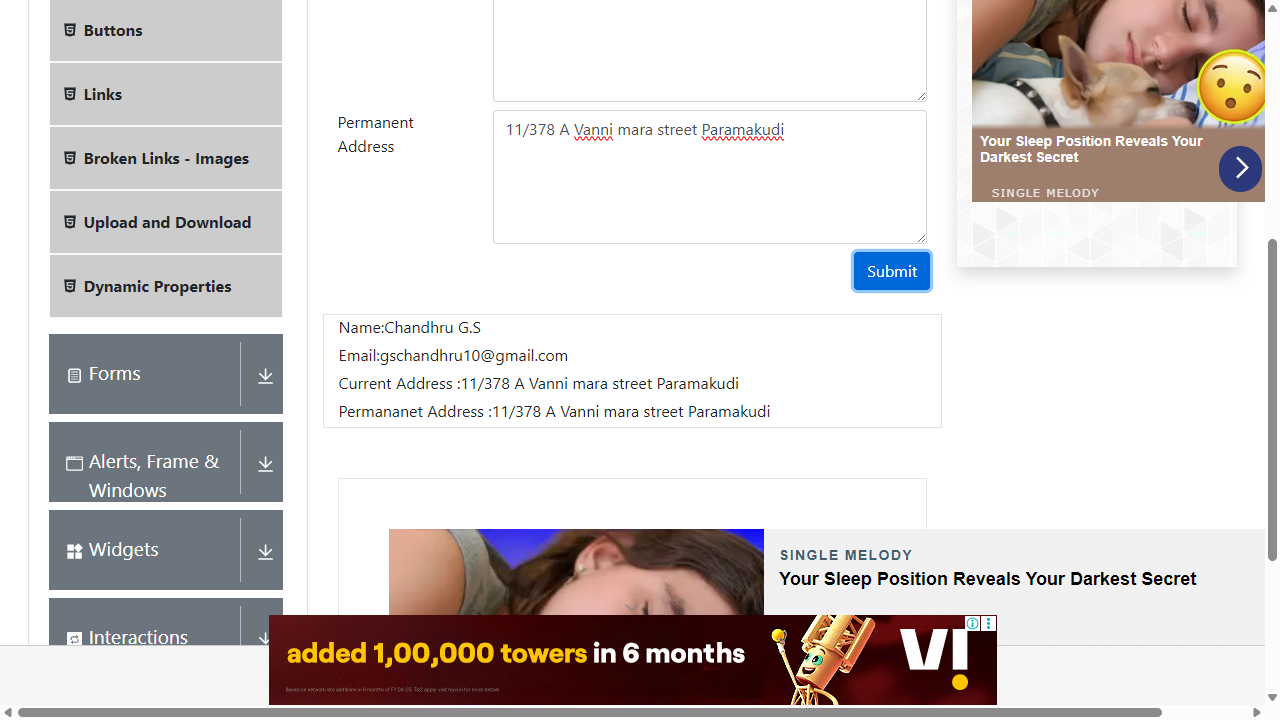 Buttons
Links
Broken Links - Images
Upload and Download
Dynamic Properties
Forms
Alerts, Frame &
Windows
Widgets
Interactions
Permanent
Address
11/378 A Vanni mara street Paramakudi
Submit
Name:Chandhru G.S
Email:gschandhru10@gmail.com
Current Address :11/378 A Vanni mara street Paramakudi
Permananet Address :11/378 A Vanni mara street Paramakudi
Your Sleep Position Reveals Your
Darkest Secret
SINGLE MELODY
SINGLE MELODY
Your Sleep Position Reveals Your Darkest Secret
added 1,00,000 towers in 6 months
VI